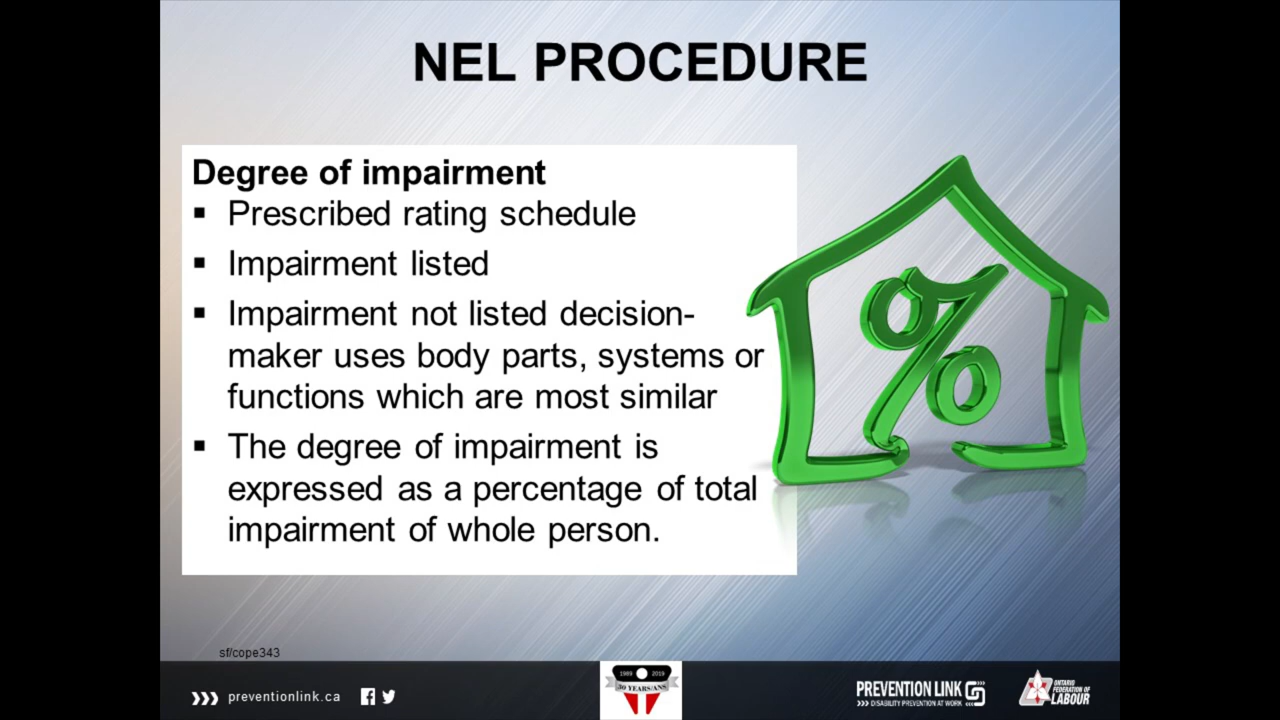 NEL PROCEDURE
Degree of impairment
▪ Prescribed rating schedule
▪ Impairment listed
▪ Impairment not listed decision-
maker uses body parts, systems or
functions which are most similar
▪ The degree of impairment is
expressed as a percentage of total
impairment of whole person.
%
sf/cope343
preventionlink.ca
1989 2019
30 YEARS/ANS
PREVENTION LINK
DISABILITY PREVENTION AT WORK
ONTARIO
FEDERATION OF
LABOUR